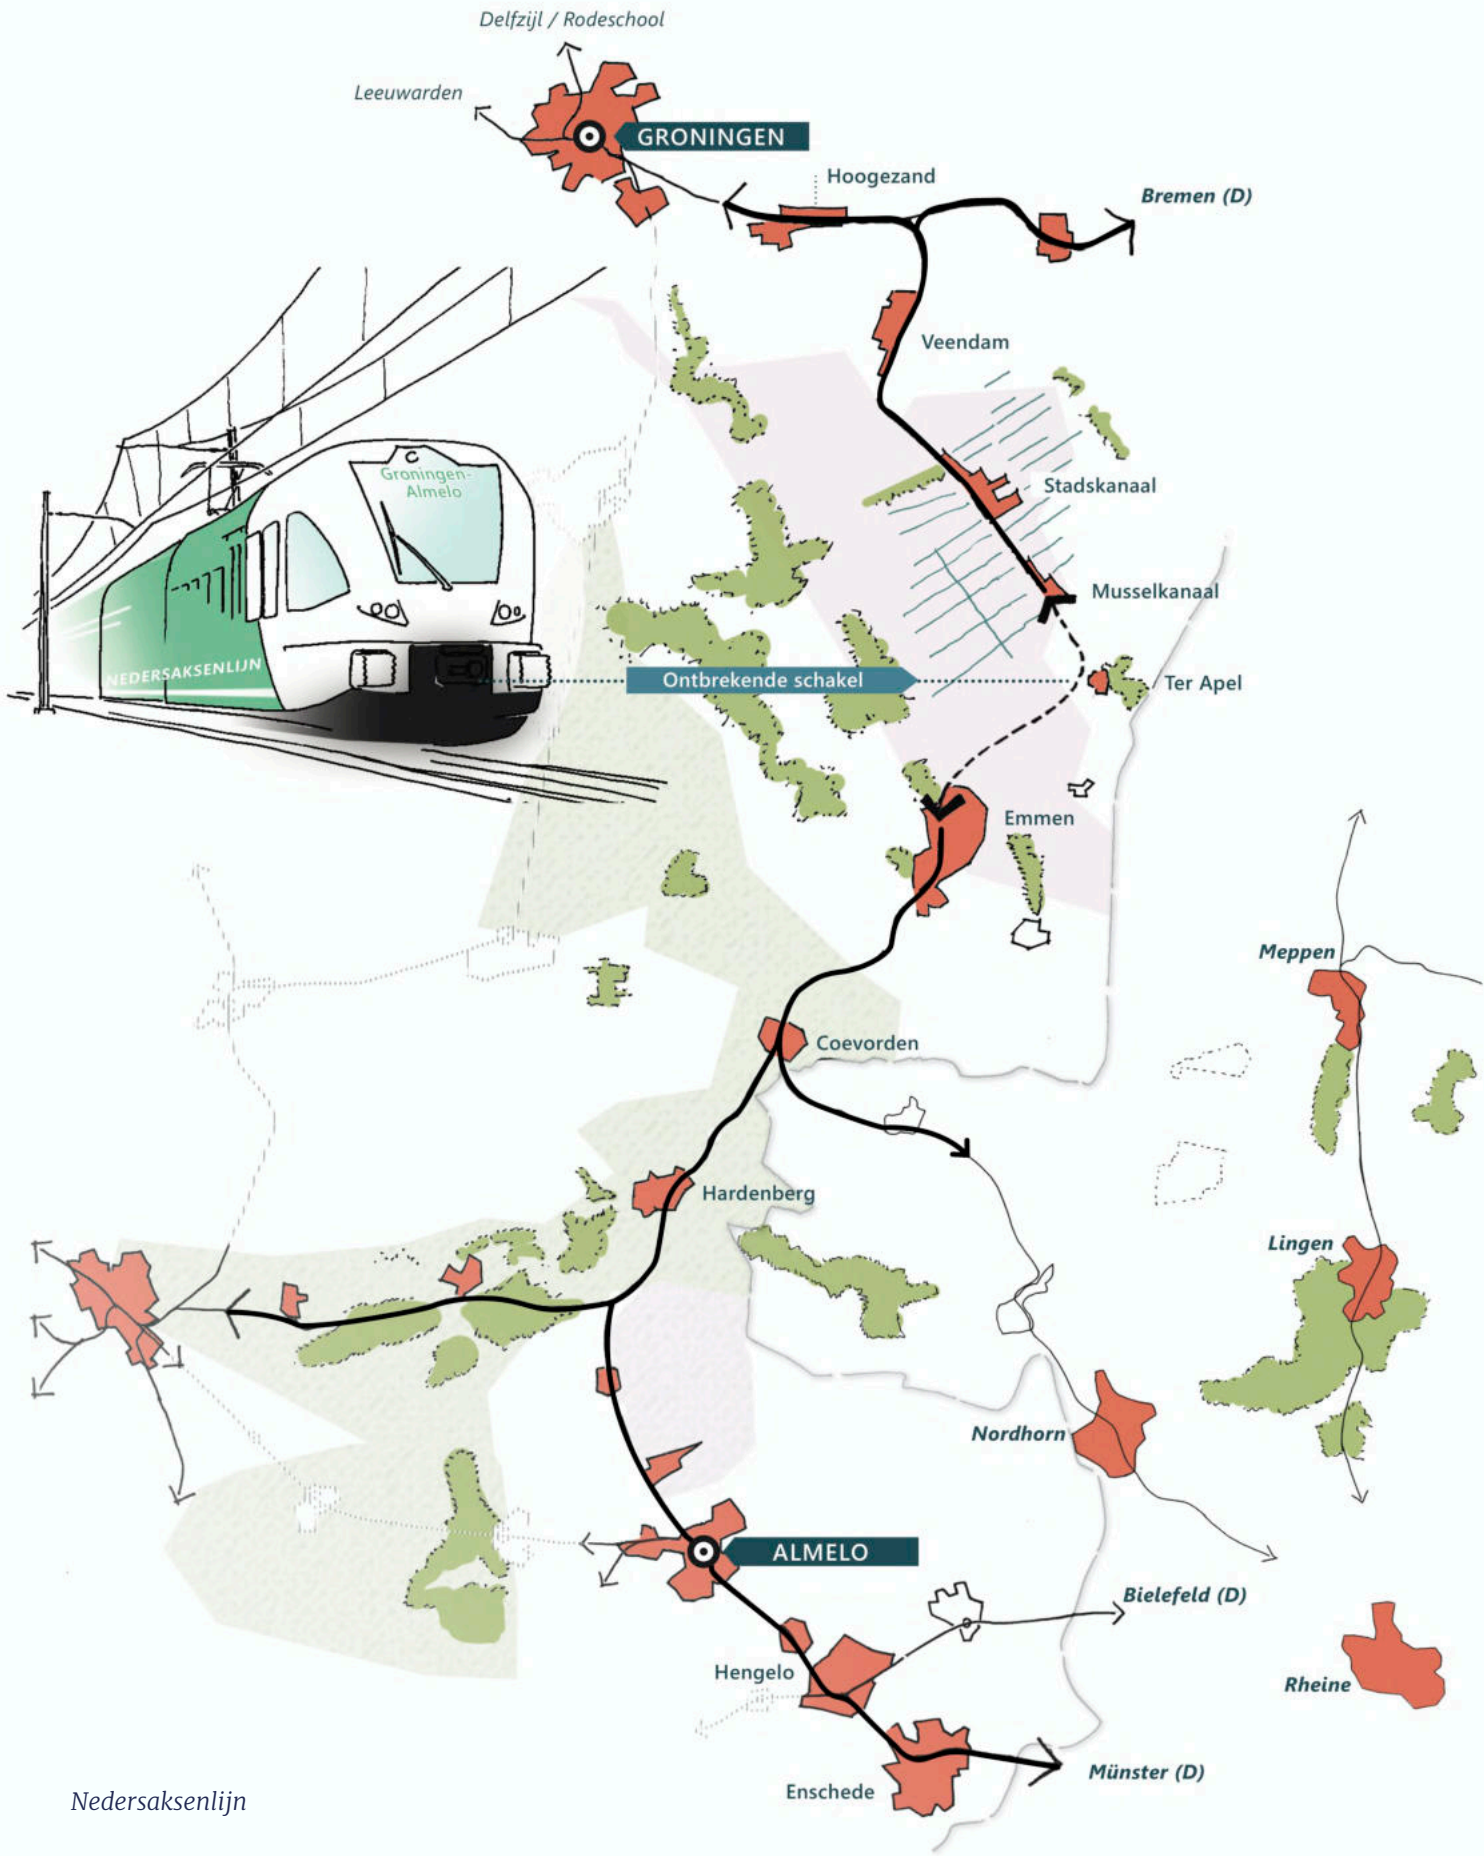 Delfzijl / Rodeschool
Leeuwarden
GRONINGEN
Hoogezand
Bremen (D)
Veendam
Groningen-
Almelo
Stadskanaal
Musselkanaal
NEDERSAKSENLIJN
Ontbrekende schakel
Ter Apel
Emmen
Meppen
Coevorden
Hardenberg
Lingen
Nordhorn
ALMELO
Bielefeld (D)
Hengelo
Rheine
Münster (D)
Enschede
Nedersaksenlijn